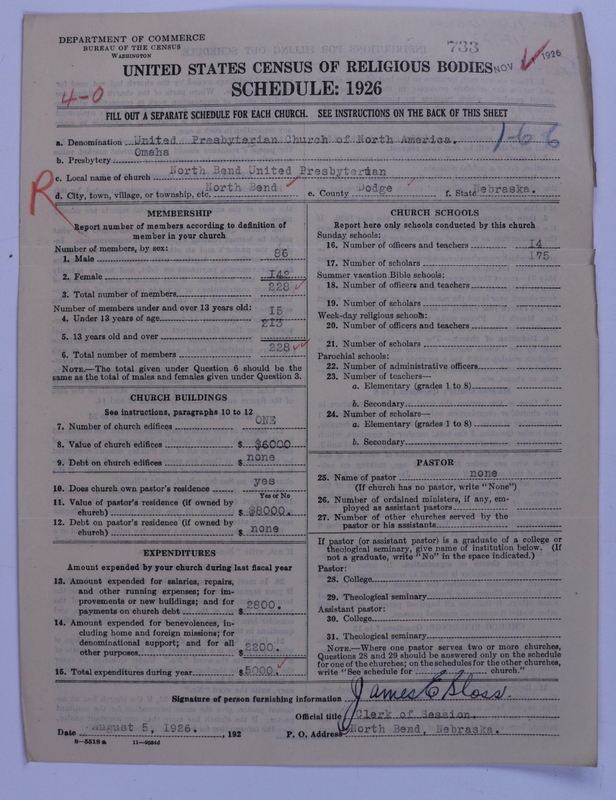 DEPARTMENT OF COMMERCE
BUREAU OF THE CENSUS
WASHINGTON
733
NOV 1926
UNITED STATES CENSUS OF RELIGIOUS BODIES
SCHEDULE: 1926
4-0
FILL OUT A SEPARATE SCHEDULE FOR EACH CHURCH. SEE INSTRUCTIONS ON THE BACK OF THIS SHEET
1-66
a. Denomination United Presbyterian Church of North America.
b. Presbytery Omaha
c. Local name of church North Bend United Presbyterian
R
d. City, town, village, or township, etc. North Bend e. County Dodge f. State Nebraska.
MEMBERSHIP
Report number of members according to definition of
member in your church
Number of members, by sex:
1. Male 86
2. Female 142
3. Total number of members 228
Number of members under and over 13 years old:
4. Under 13 years of age 15
5. 13 years old and over 213
6. Total number of members 228
NOTE.—The total given under Question 6 should be
same as the total of males and females given under Question 3.
CHURCH BUILDINGS
See instructions, paragraphs 10 to 12
7. Number of church edifices ONE
8. Value of church edifices $ $6000
9. Debt on church edifices $ none
10. Does church own pastor's residence yes
Yes or No
11. Value of pastor's residence (if owned by
church) $ $8000.
12. Debt on pastor's residence (if owned by
church) $ none
EXPENDITURES
Amount expended by church during last fiscal year
13. Amount expended for salaries, repairs,
and other running expenses; for im-
provements or new buildings; and for
payments on church debt $ 2800.
14. Amount expended for benevolences, in-
cluding home and foreign missions; for
denominational support; and for all
other purposes $ 2200.
15. Total expenditures during year $ 5000.
CHURCH SCHOOLS
Report here only schools conducted by this church
Sunday schools:
16. Number of officers and teachers 14
17. Number of scholars 175
Summer vacation Bible schools:
18. Number of officers and teachers
19. Number of scholars
Week-day religious schools:
20. Number of officers and teachers
21. Number of scholars
Parochial schools:
22. Number of administrative officers
23. Number of teachers—
a. Elementary (grades 1 to 8)
b. Secondary
24. Number of scholars—
a. Elementary (grades 1 to 8)
b. Secondary
PASTOR
25. Name of pastor none
(If church has no pastor, write "None")
26. Number of ordained ministers, if any, em-
ployed as assistant pastors
27. Number of other churches served by the
pastor or his assistants
If pastor (or assistant pastor) is a graduate of a college or
theological seminary, give name of institution below. (If
not a graduate, write "No" in the space indicated.)
Pastor:
28. College
29. Theological seminary
Assistant pastor:
30. College
31. Theological seminary
NOTE.—Where one pastor serves two or more churches,
Questions 28 and 29 should be answered only on the schedule
for one of the churches; on the schedules for the other churches,
write "See schedule for church."
Signature of person furnishing information James E Bloss.
Official title Clerk of Session.
Date August 5, 1926. , 192 P. O. Address North Bend, Nebraska.
8-5518 a